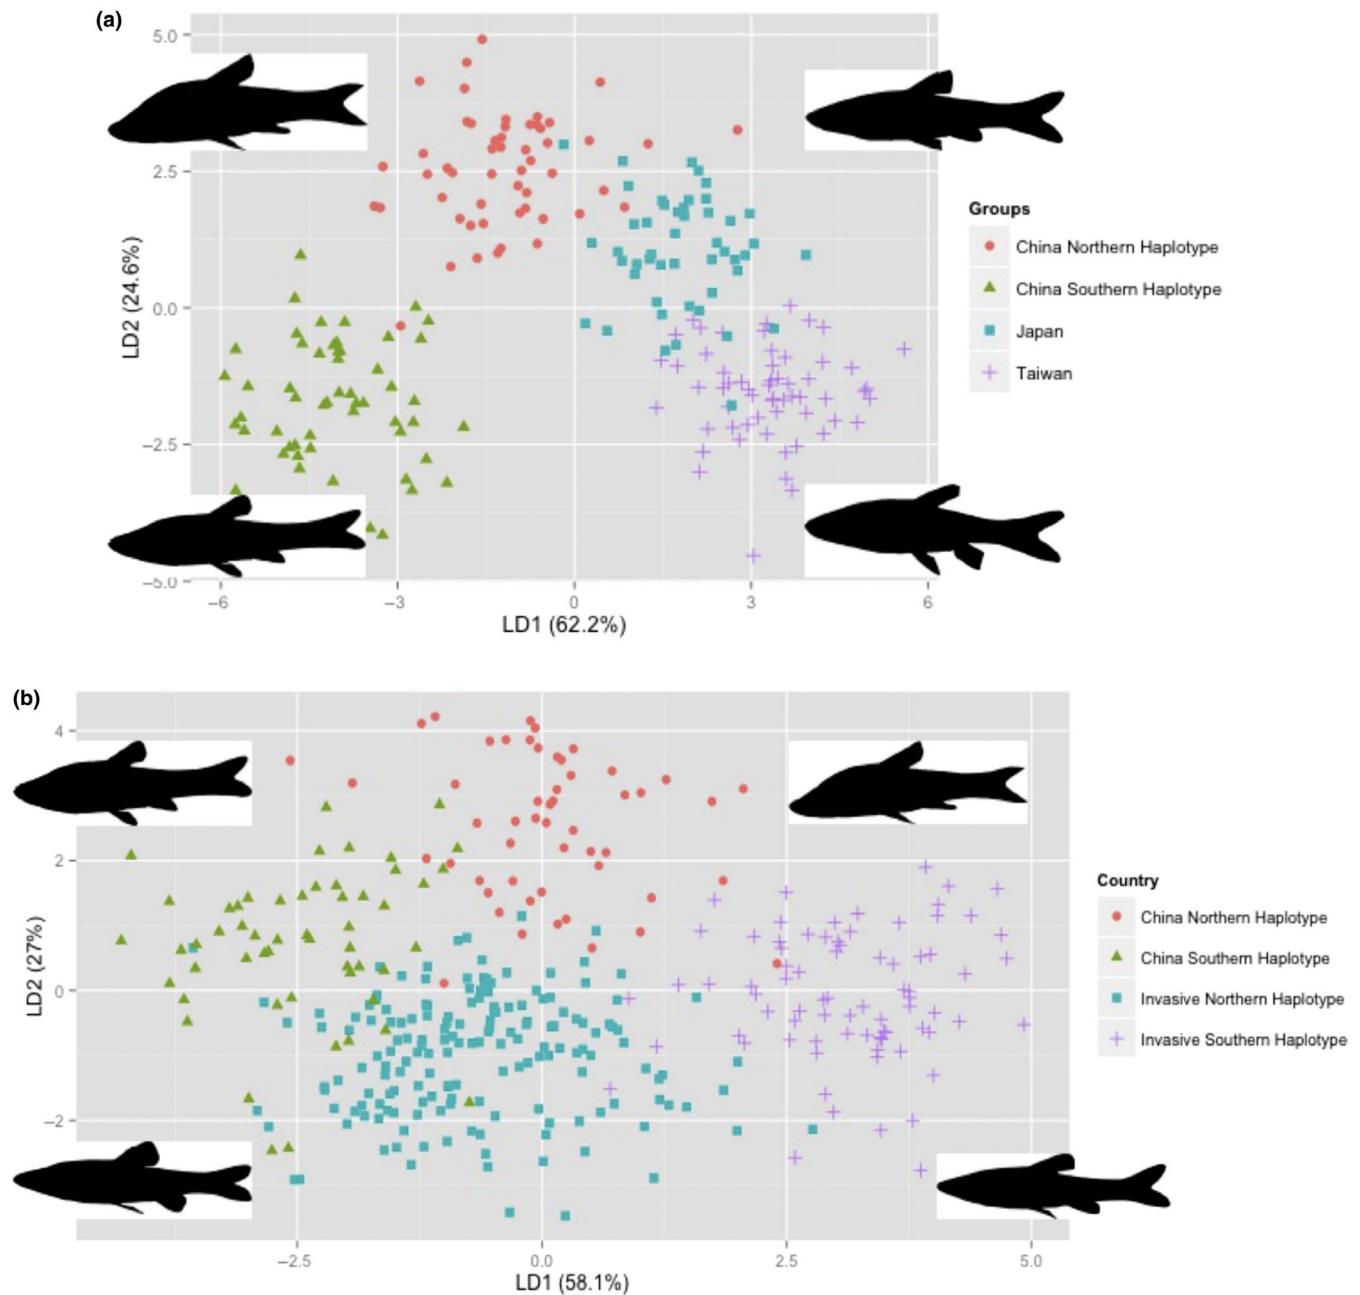 (a)
5.0
2.5
0.0
−2.5
−5.0
LD2 (24.6%)
−6
−3
0
3
6
LD1 (62.2%)
Groups
China Northern Haplotype
China Southern Haplotype
Japan
Taiwan
(b)
4
2
0
−2
LD2 (27%)
−2.5
0.0
2.5
5.0
LD1 (58.1%)
Country
China Northern Haplotype
China Southern Haplotype
Invasive Northern Haplotype
Invasive Southern Haplotype